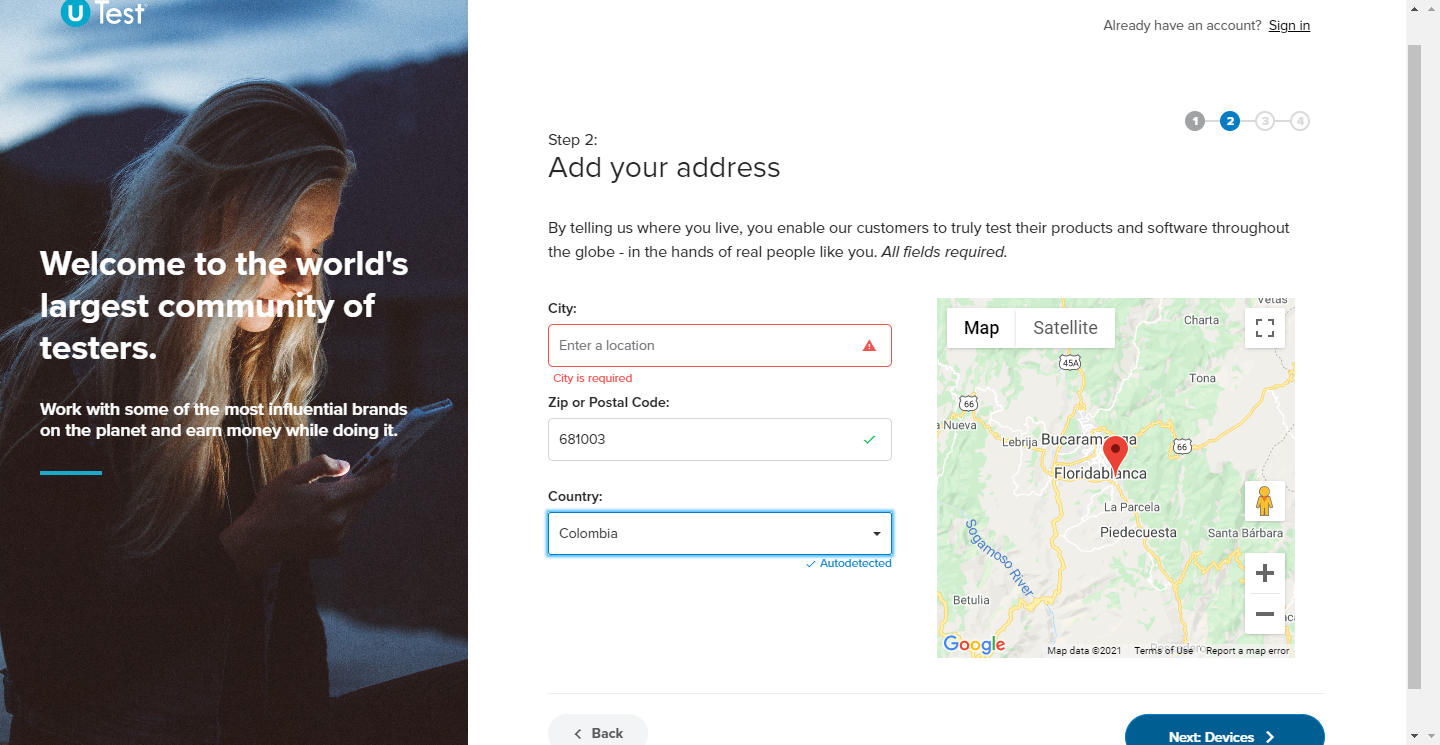 U Test
Already have an account? Sign in
1 2 3 4
Step 2:
Add your address
By telling us where you live, you enable our customers to truly test their products and software throughout
the globe - in the hands of real people like you. All fields required.
Welcome to the world's
largest community of
testers.
Work with some of the most influential brands
on the planet and earn money while doing it.
City:
Enter a location
City is required
Zip or Postal Code:
681003
Country:
Colombia
Autodetected
Map Satellite
Vetas
Charta
45A
Tona
66
a Nueva
Lebrija
Bucaramanga
66
Floridablanca
La Parcela
Piedecuesta
Santa Bárbara
Sogamoso River
Betulia
Google
Map data ©2021 Terms of Use Report a map error
Back
Next: Devices